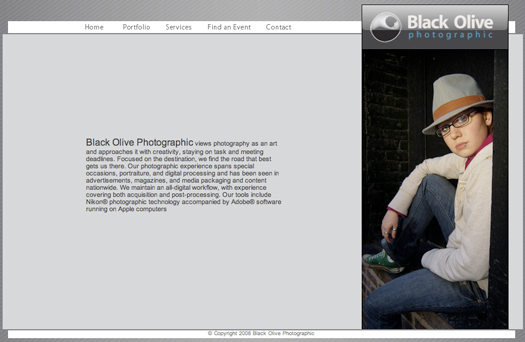 Home Portfolio Services Find an Event Contact
Black Olive
photographic
Black Olive Photographic views photography as an art
and approaches it with creativity, staying on task and meeting
deadlines. Focused on the destination, we find the road that best
gets us there. Our photographic experience spans special
occasions, portraiture, and digital processing and has been seen in
advertisements, magazines, and media packaging and content
nationwide. We maintain an all-digital workflow, with experience
covering both acquisition and post-processing. Our tools include
Nikon® photographic technology accompanied by Adobe® software
running on Apple computers
© Copyright 2008 Black Olive Photographic